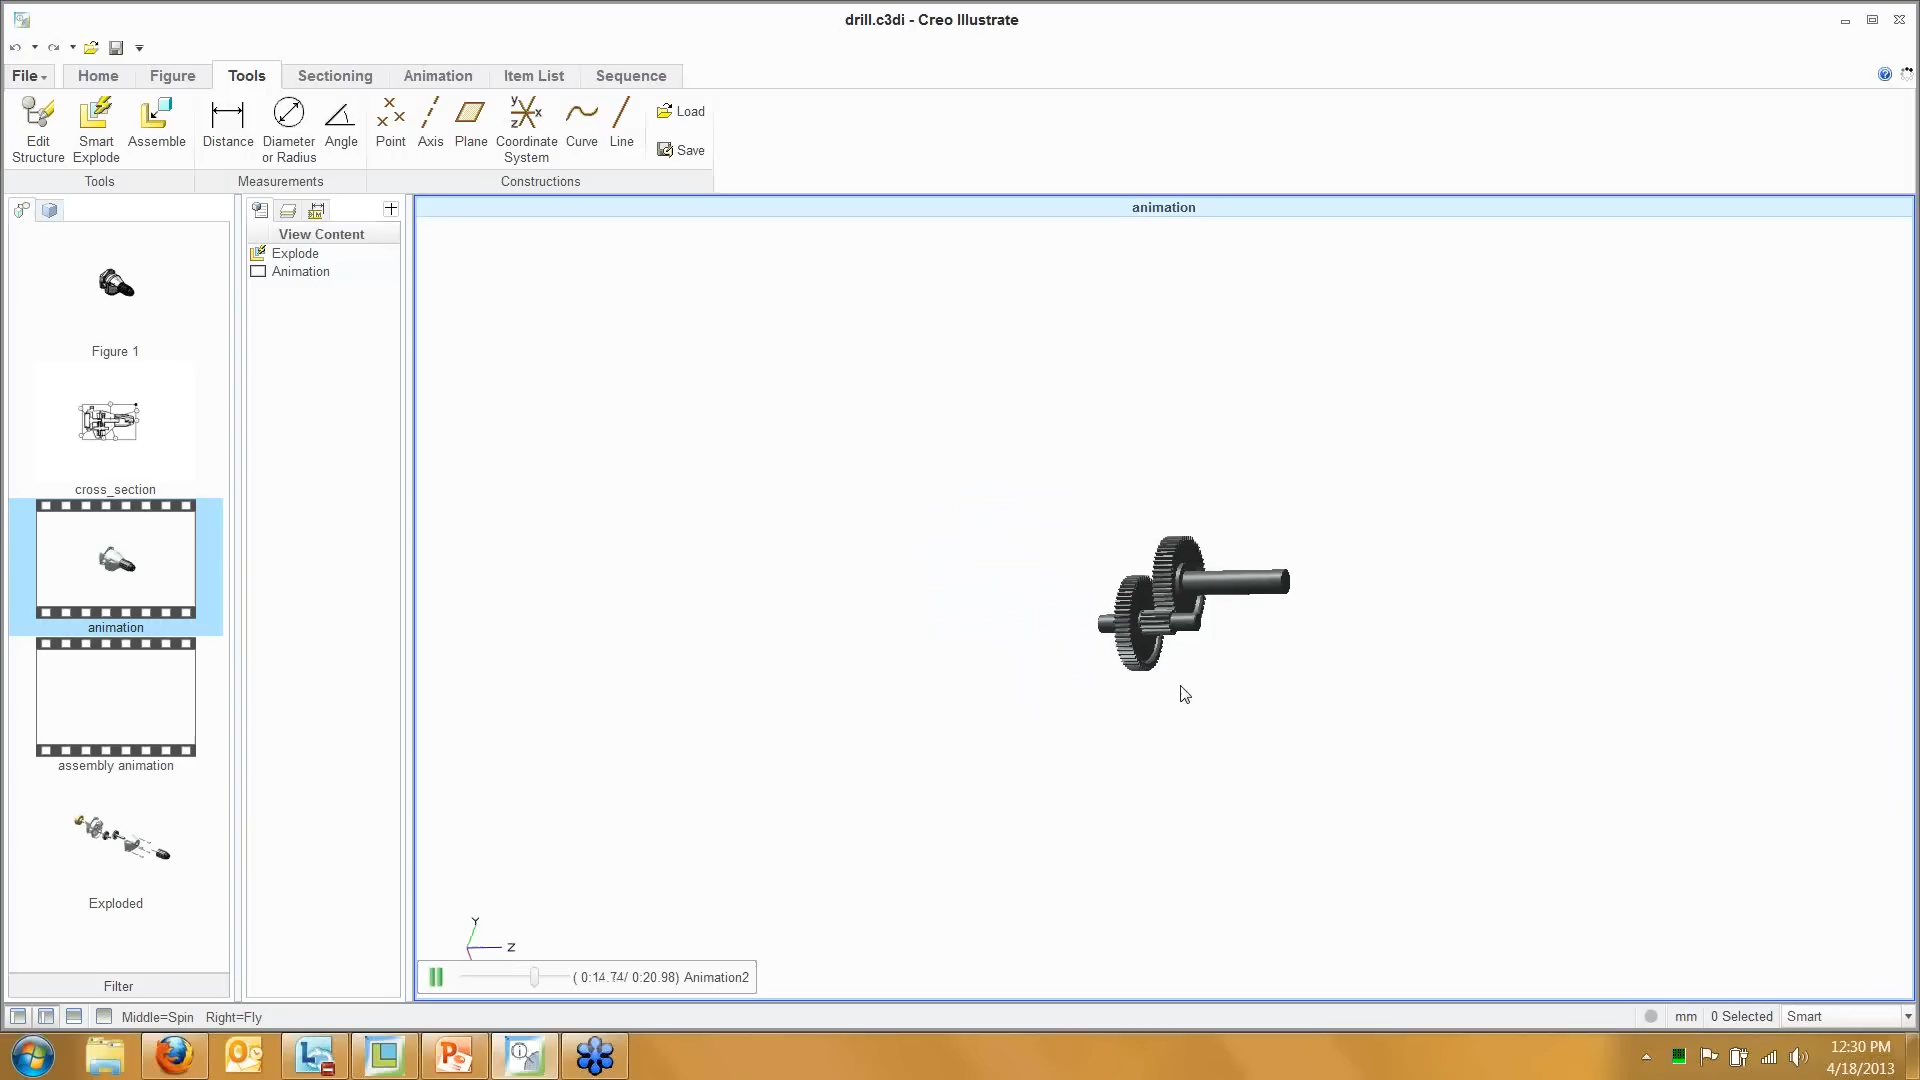 drill.c3di - Creo Illustrate
File Home Figure Tools Sectioning Animation Item List Sequence
Edit Structure Smart Explode Assemble Distance Diameter or Radius Angle Point Axis Plane Coordinate System Curve Line Load
Save
Tools Measurements Constructions
animation
View Content
Explode
Animation
Figure 1
cross_section
animation
assembly animation
Exploded
Filter
Y
Z
( 0:14.74/ 0:20.98) Animation2
Middle=Spin Right=Fly mm 0 Selected Smart
12:30 PM
4/18/2013